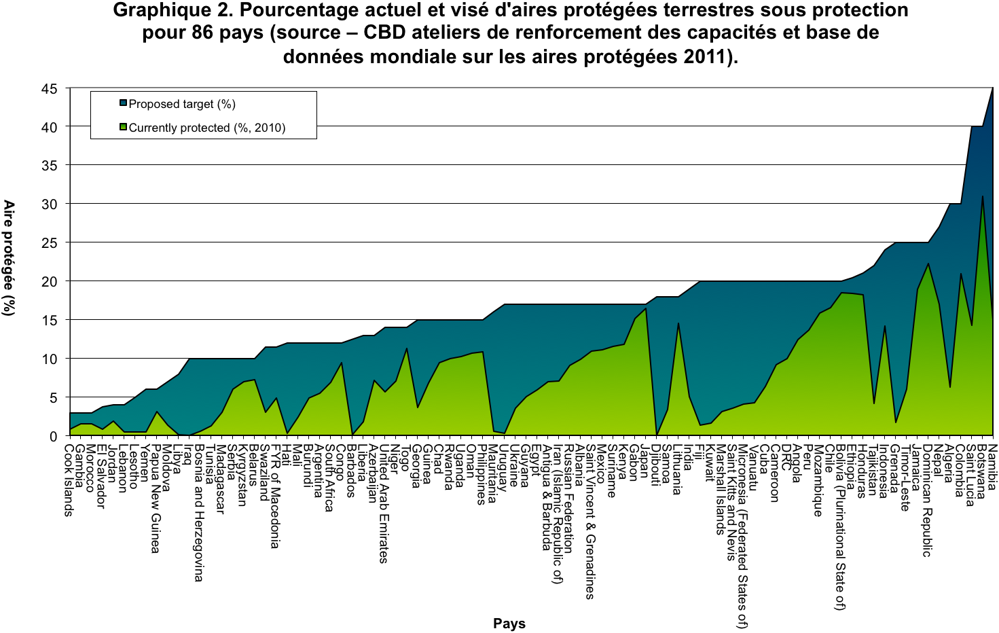 Graphique 2. Pourcentage actuel et visé d'aires protégées terrestres sous protection
pour 86 pays (source – CBD ateliers de renforcement des capacités et base de
données mondiale sur les aires protégées 2011).
Proposed target (%)
Currently protected (%, 2010)
Aire protégée (%)
45
40
35
30
25
20
15
10
5
0
Cook Islands
Gambia
Morocco
El Salvador
Jordan
Lebanon
Lesotho
Yemen
Papua New Guinea
Moldova
Libya
Iraq
Bosnia and Herzegovina
Tunisia
Madagascar
Serbia
Kyrgyzstan
Belarus
Swaziland
FYR of Macedonia
Hati
Mali
Burundi
Argentina
South Africa
Congo
Barbados
Liberia
Azerbaijan
United Arab Emirates
Niger
Togo
Georgia
Guinea
Chad
Rwanda
Uganda
Oman
Philippines
Mauritania
Uruguay
Ukraine
Guyana
Egypt
Antigua & Barbuda
Iran (Islamic Republic of)
Russian Federation
Albania
Saint Vincent & Grenadines
Mexico
Suriname
Kenya
Gabon
Japan
Djibouti
Samoa
Lithuania
India
Fiji
Kuwait
Marshall Islands
Saint Kitts and Nevis
Micronesia (Federated States of)
Vanuatu
Cuba
Cameroon
DRC
Angola
Peru
Mozambique
Chile
Bolivia (Plurinational State of)
Ethiopia
Honduras
Tajikistan
Indonesia
Grenada
Timor-Leste
Jamaica
Dominican Republic
Nepal
Algeria
Colombia
Saint Lucia
Botswana
Namibia
Pays